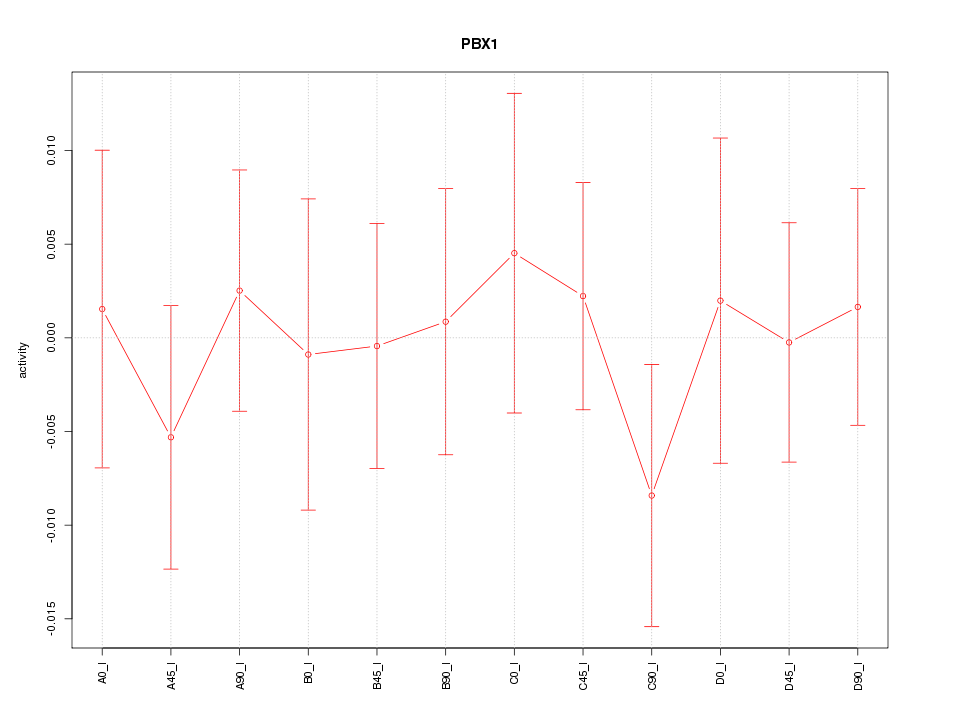 PBX1
activity
0.010
0.005
0.000
-0.005
-0.010
-0.015
A0_I
A45_I
A90_I
B0_I
B45_I
B90_I
C0_I
C45_I
C90_I
D0_I
D45_I
D90_I